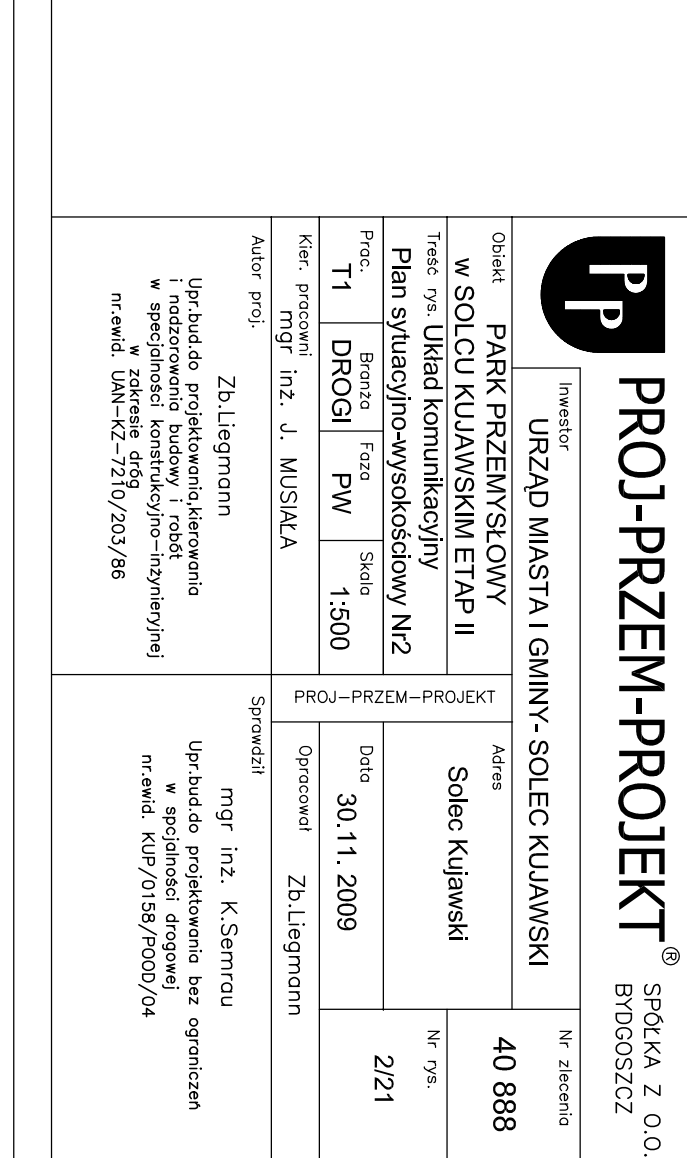 PP
PROJ-PRZEM-PROJEKT®
SPÓŁKA Z O.O.
BYDGOSZCZ
Inwestor
URZĄD MIASTA I GMINY- SOLEC KUJAWSKI
Nr zlecenia
40 888
Obiekt PARK PRZEMYSŁOWY
w SOLCU KUJAWSKIM ETAP II
Adres
Solec Kujawski
Treść rys. Układ komunikacyjny
Plan sytuacyjno-wysokościowy Nr2
Nr rys.
2/21
Prac.
T1
Branża
DROGI
Faza
PW
Skala
1:500
PROJ-PRZEM-PROJEKT
Data
30.11. 2009
Kier. pracowni
mgr inż. J. MUSIAŁA
Opracował
Zb.Liegmann
Autor proj.
Zb.Liegmann
Upr.bud.do projektowania,kierowania
i nadzorowania budowy i robót
w specjalności konstrukcyjno-inżynieryjnej
w zakresie dróg
nr.ewid. UAN-KZ-7210/203/86
Sprawdził
mgr inż. K.Semrau
Upr.bud.do projektowania bez ograniczeń
w spcjalności drogowej
nr.ewid. KUP/0158/POOD/04